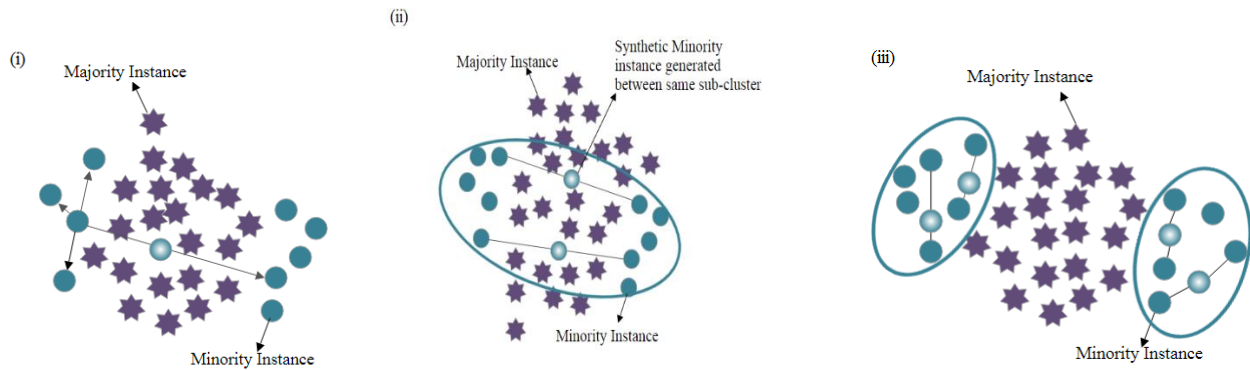 (i)
Majority Instance
Minority Instance
(ii)
Synthetic Minority
instance generated
between same sub-cluster
Majority Instance
Minority Instance
(iii)
Majority Instance
Minority Instance